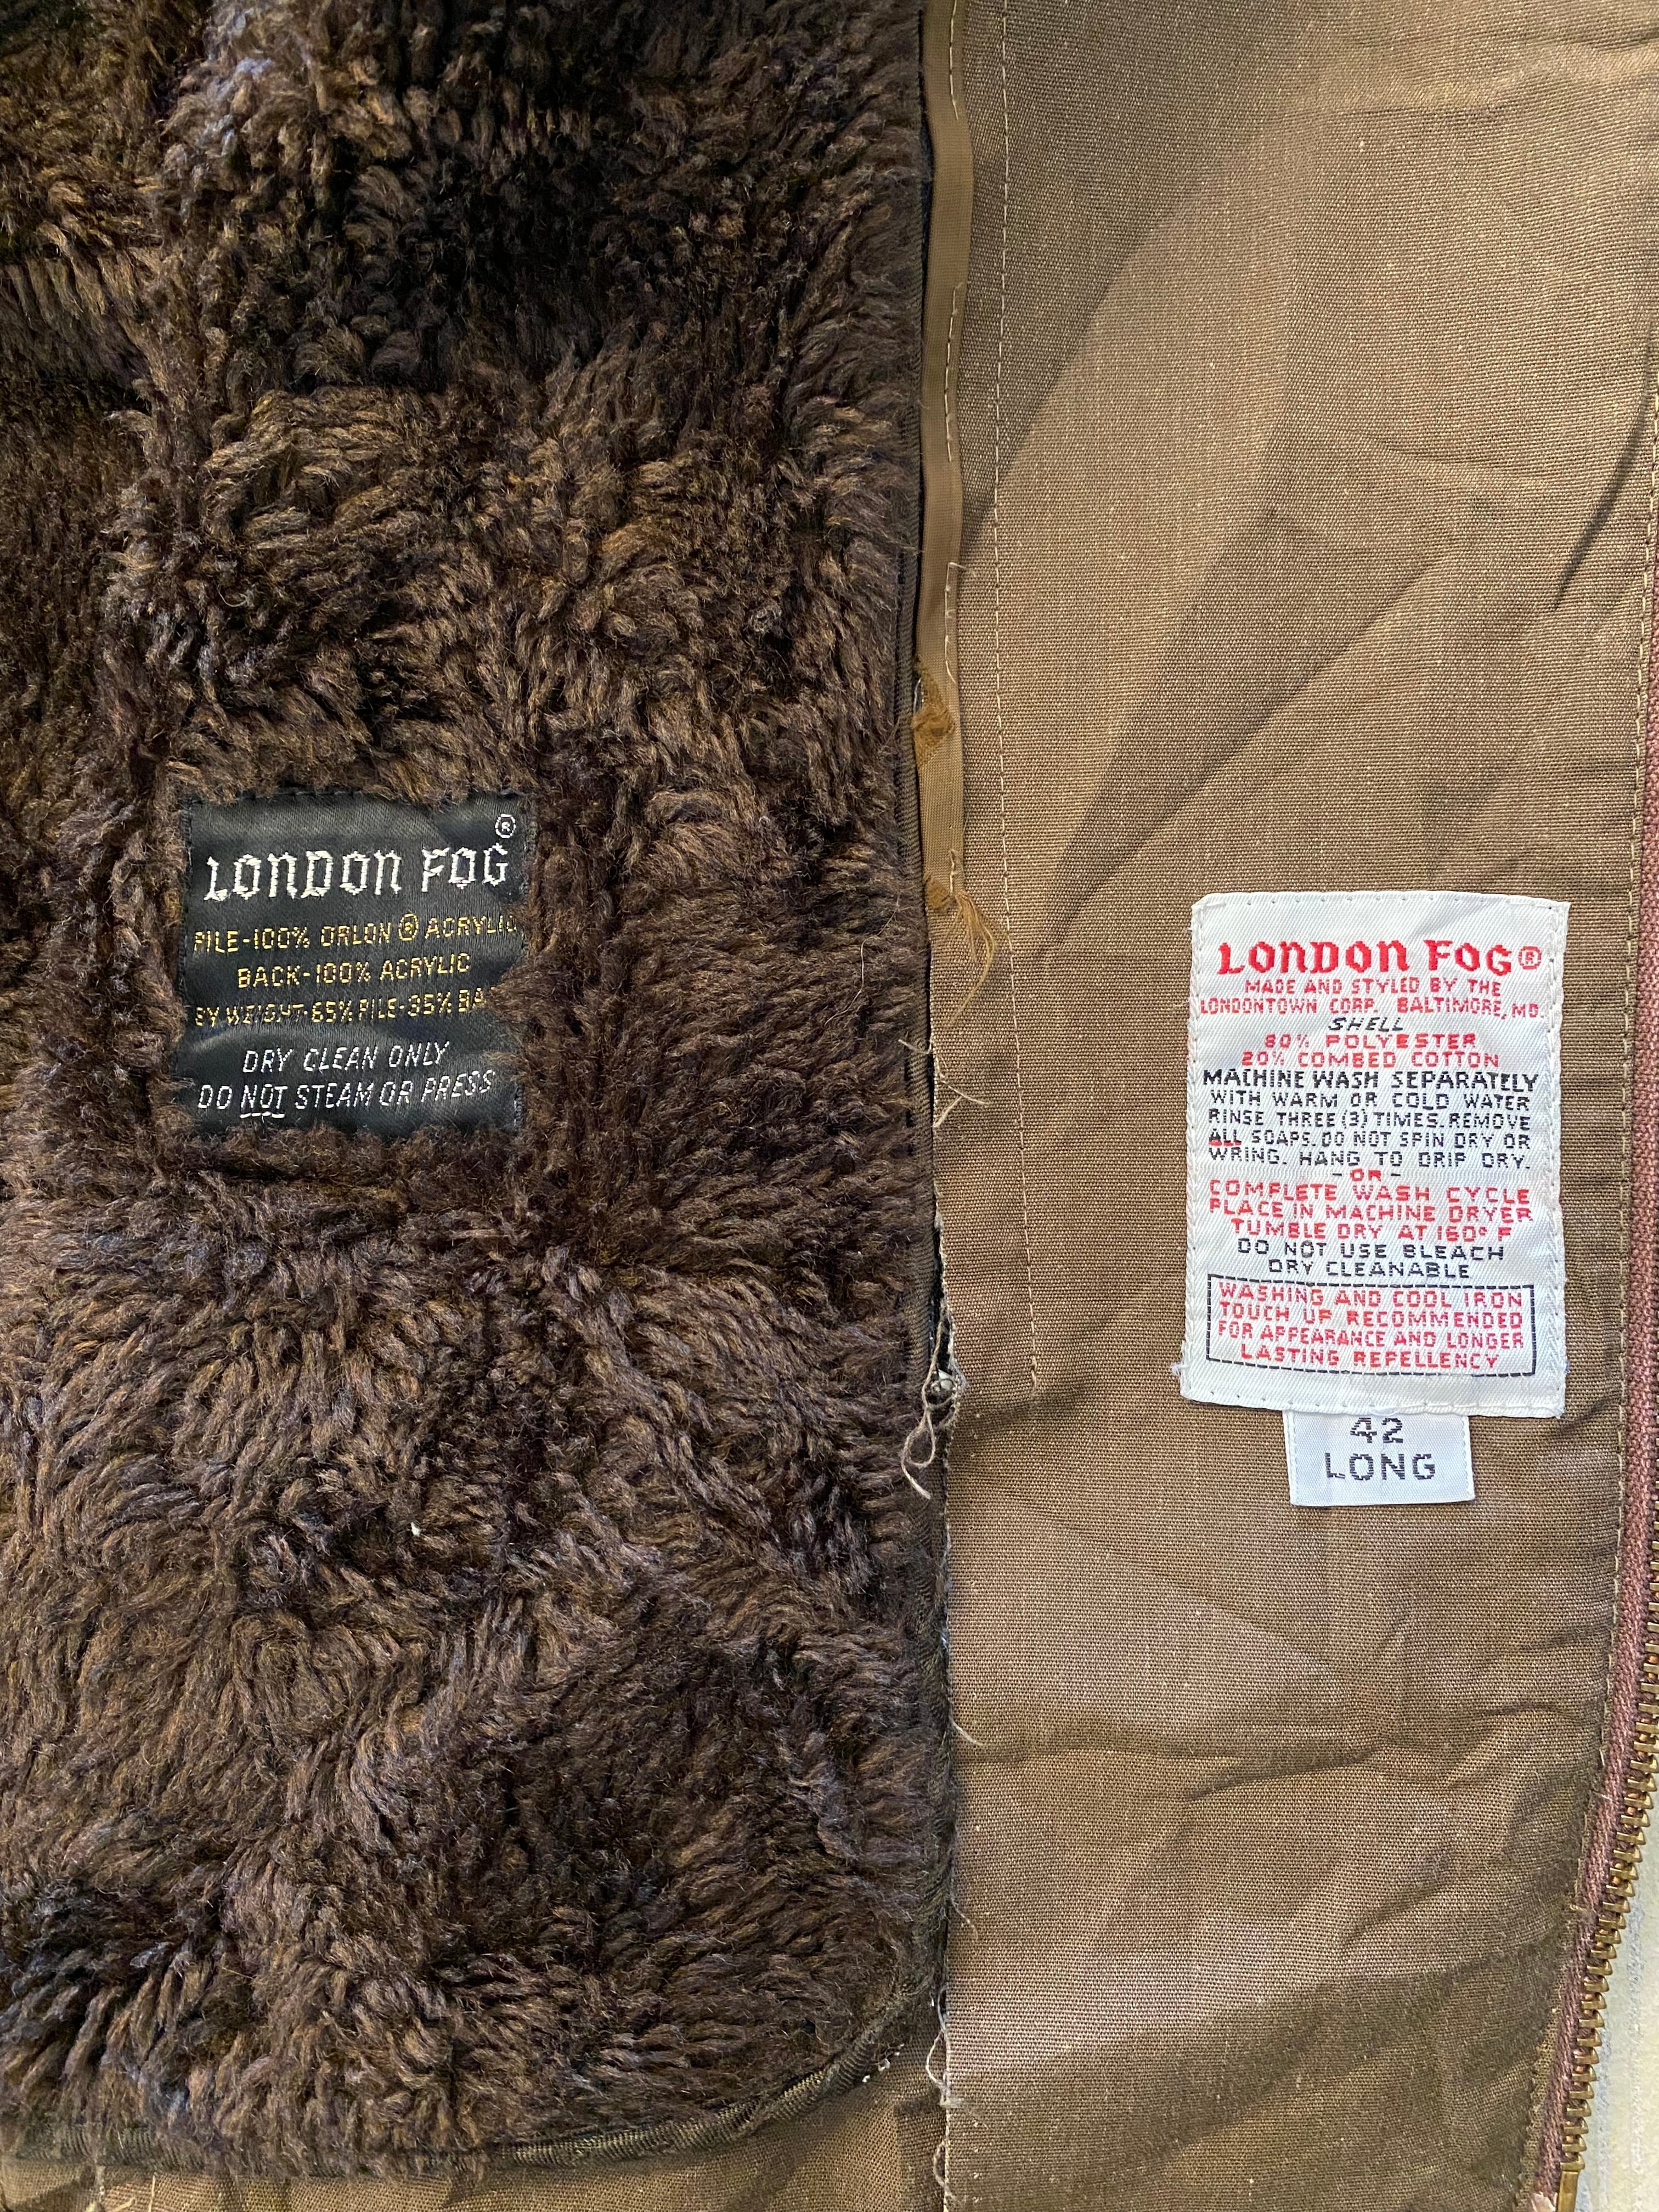 ®
LONDON FOG
PILE-100% ORLON ® ACRYLIC
BACK-100% ACRYLIC
BY WEIGHT-65% PILE-35% BA
DRY CLEAN ONLY
DO NOT STEAM OR PRESS
LONDON FOG®
MADE AND STYLED BY THE
LONDONTOWN CORP. BALTIMORE, MD.
SHELL
80% POLYESTER
20% COMBED COTTON
MACHINE WASH SEPARATELY
WITH WARM OR COLD WATER
RINSE THREE (3) TIMES. REMOVE
ALL SOAPS. DO NOT SPIN DRY OR
WRING. HANG TO DRIP DRY.
- OR -
COMPLETE WASH CYCLE
PLACE IN MACHINE DRYER
TUMBLE DRY AT 160° F
DO NOT USE BLEACH
DRY CLEANABLE
WASHING AND COOL IRON
TOUCH UP RECOMMENDED
FOR APPEARANCE AND LONGER
LASTING REPELLENCY
42
LONG